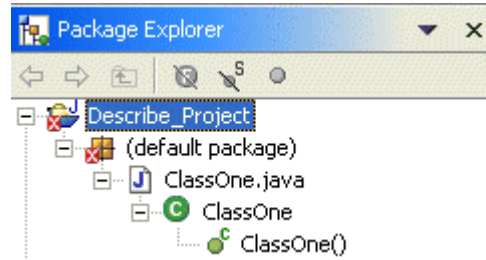 Package Explorer
Describe_Project
(default package)
ClassOne.java
ClassOne
ClassOne()